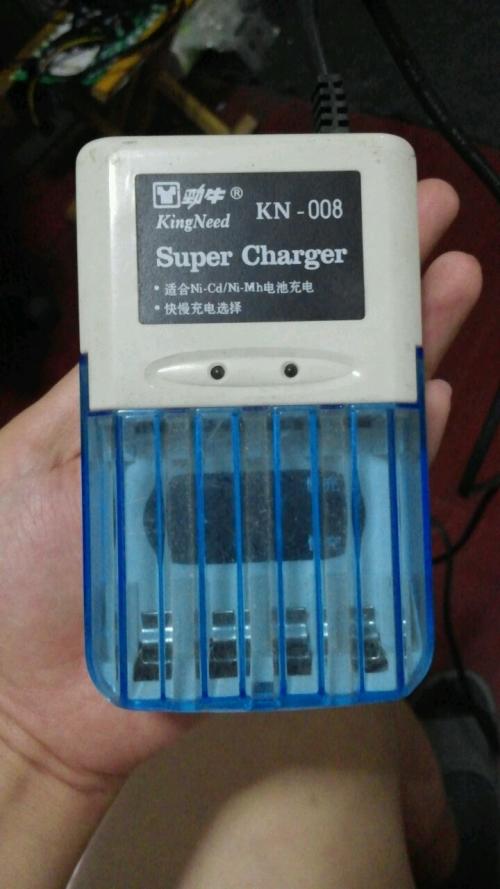 劲牛®
KingNeed KN-008
Super Charger
• 适合Ni-Cd/Ni-Mh电池充电
• 快慢充电选择